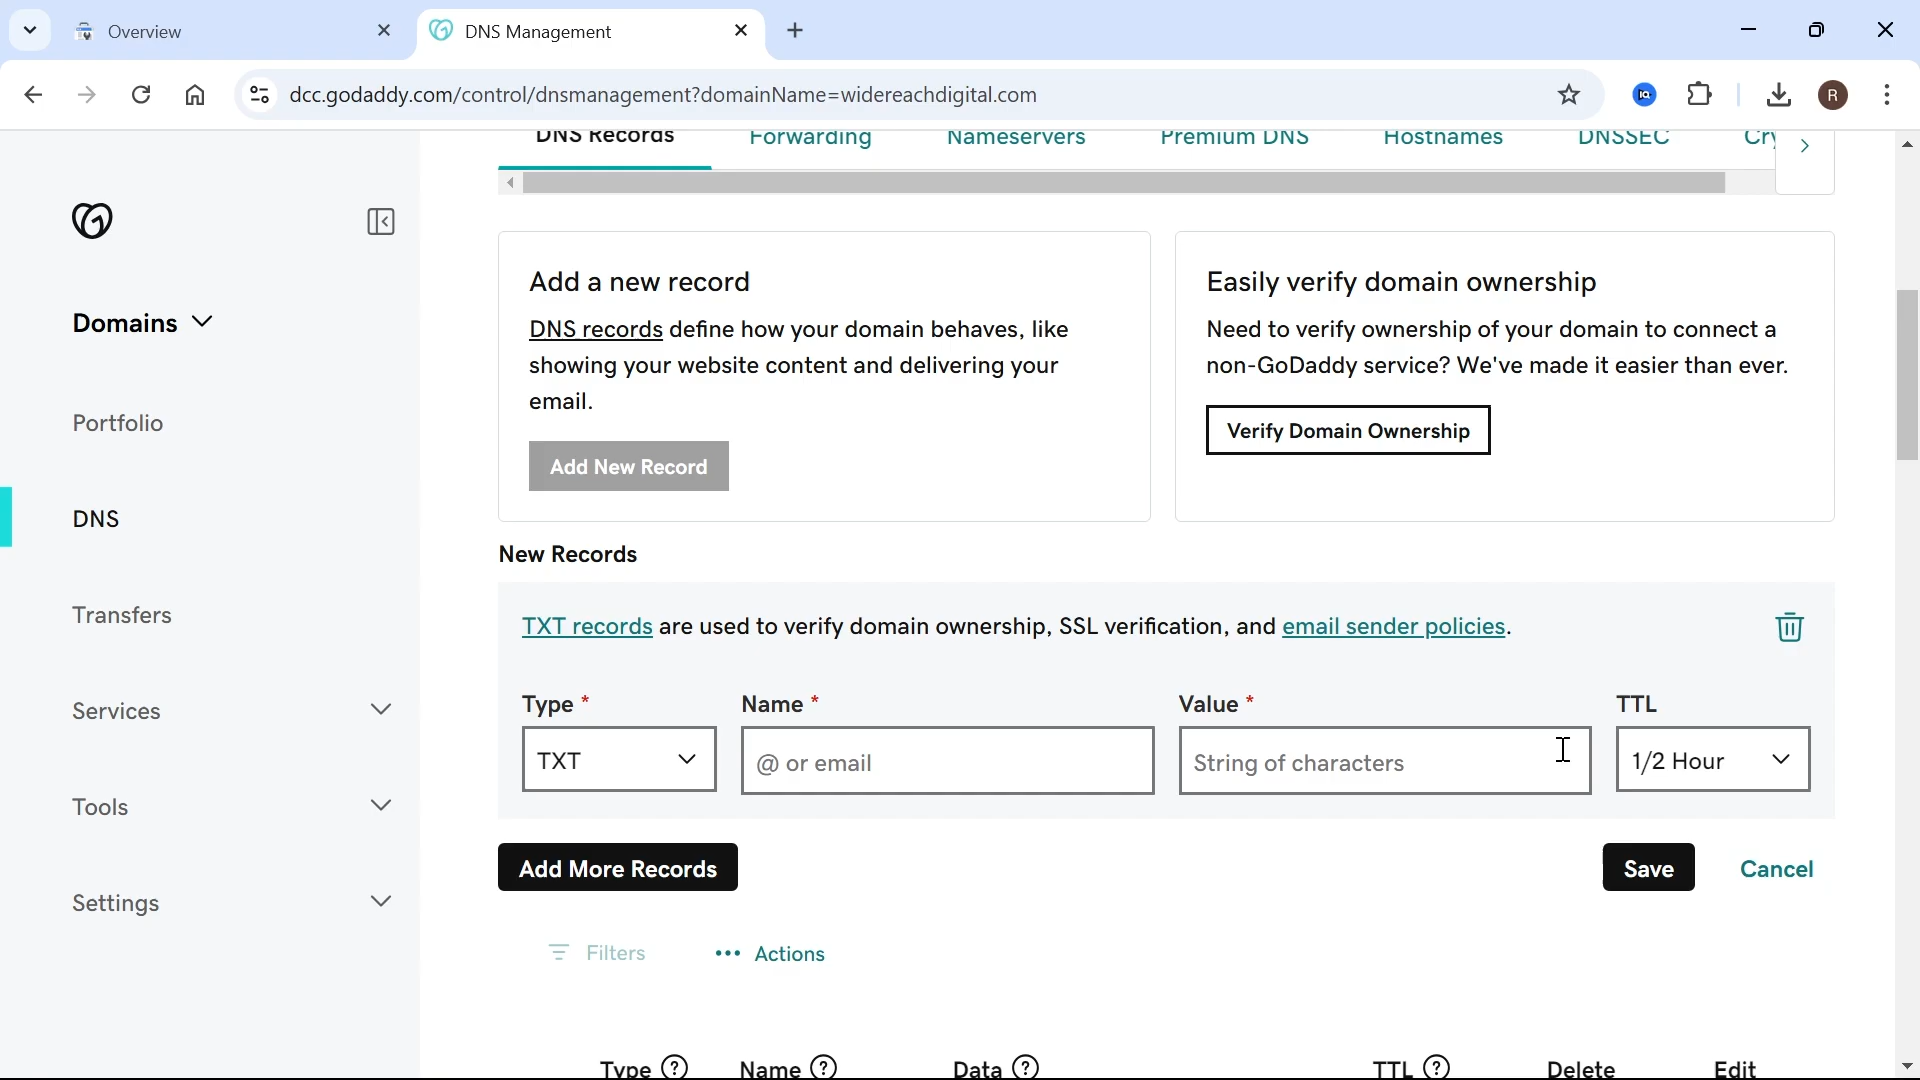 Overview
DNS Management
dcc.godaddy.com/control/dnsmanagement?domainName=widereachdigital.com
R
DNS Records Forwarding Nameservers Premium DNS Hostnames DNSSEC Cry
Domains
Portfolio
DNS
Transfers
Services
Tools
Settings
Add a new record
DNS records define how your domain behaves, like
showing your website content and delivering your
email.
Add New Record
Easily verify domain ownership
Need to verify ownership of your domain to connect a
non-GoDaddy service? We've made it easier than ever.
Verify Domain Ownership
New Records
TXT records are used to verify domain ownership, SSL verification, and email sender policies.
Type * Name * Value * TTL
TXT @ or email String of characters 1/2 Hour
Add More Records Save Cancel
Filters ••• Actions
Type ? Name ? Data ? TTL ? Delete Edit